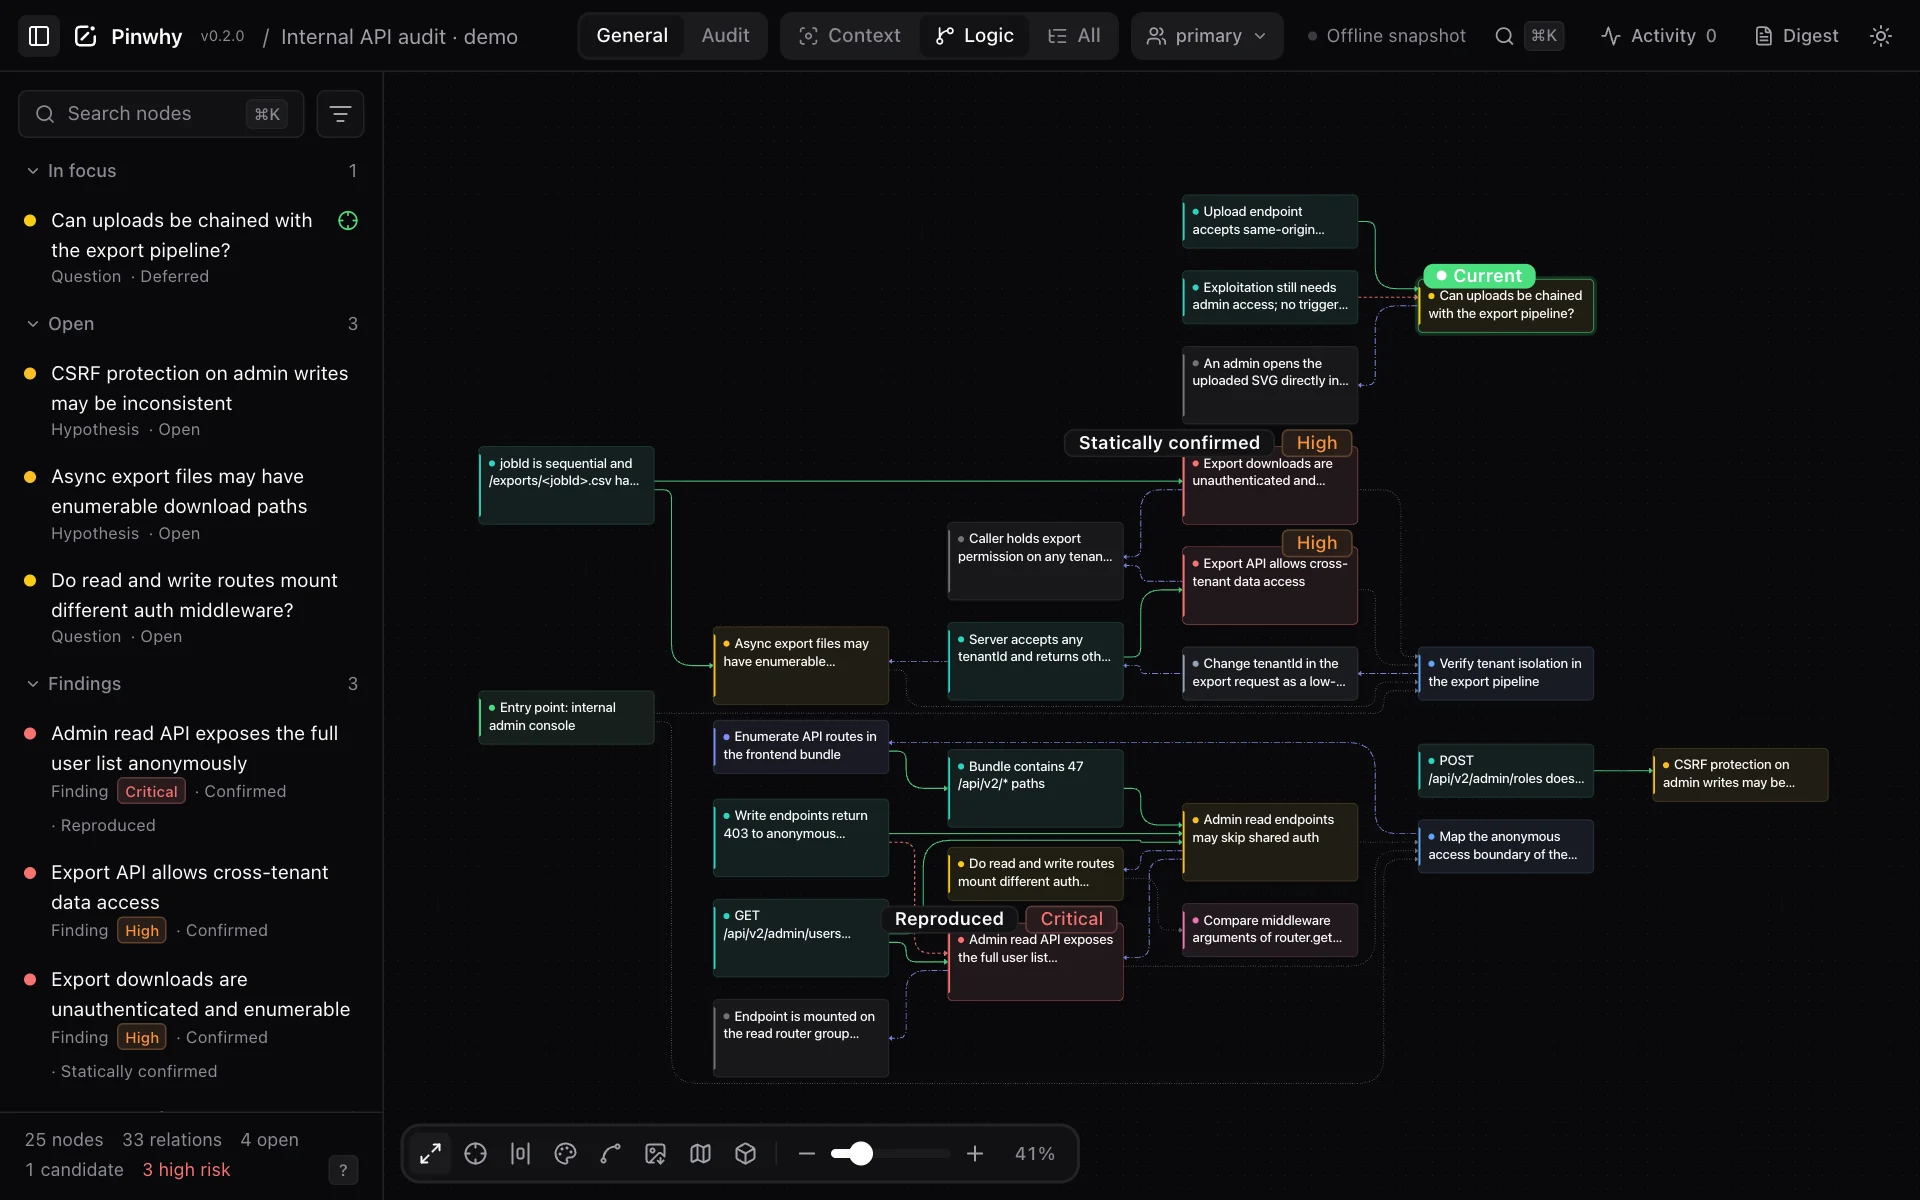 Pinwhy v0.2.0 / Internal API audit · demo
General Audit
Context Logic All
primary
Offline snapshot
⌘K
Activity 0
Digest
Search nodes ⌘K
In focus 1
Can uploads be chained with
the export pipeline?
Question · Deferred
Open 3
CSRF protection on admin writes
may be inconsistent
Hypothesis · Open
Async export files may have
enumerable download paths
Hypothesis · Open
Do read and write routes mount
different auth middleware?
Question · Open
Findings 3
Admin read API exposes the full
user list anonymously
Finding Critical · Confirmed
· Reproduced
Export API allows cross-tenant
data access
Finding High · Confirmed
Export downloads are
unauthenticated and enumerable
Finding High · Confirmed
· Statically confirmed
25 nodes 33 relations 4 open
1 candidate 3 high risk
?
Upload endpoint
accepts same-origin...
Current
Exploitation still needs
admin access; no trigger...
Can uploads be chained
with the export pipeline?
An admin opens the
uploaded SVG directly in...
Statically confirmed High
jobId is sequential and
/exports/<jobId>.csv ha...
Export downloads are
unauthenticated and...
Caller holds export
permission on any tenan...
High
Export API allows cross-
tenant data access
Async export files may
have enumerable...
Server accepts any
tenantId and returns oth...
Change tenantId in the
export request as a low-...
Verify tenant isolation in
the export pipeline
Entry point: internal
admin console
Enumerate API routes in
the frontend bundle
Bundle contains 47
/api/v2/* paths
POST
/api/v2/admin/roles does...
CSRF protection on
admin writes may be...
Write endpoints return
403 to anonymous...
Admin read endpoints
may skip shared auth
Map the anonymous
access boundary of the...
Do read and write routes
mount different auth...
GET
/api/v2/admin/users...
Reproduced Critical
Admin read API exposes
the full user list...
Compare middleware
arguments of router.get...
Endpoint is mounted on
the read router group...
41%